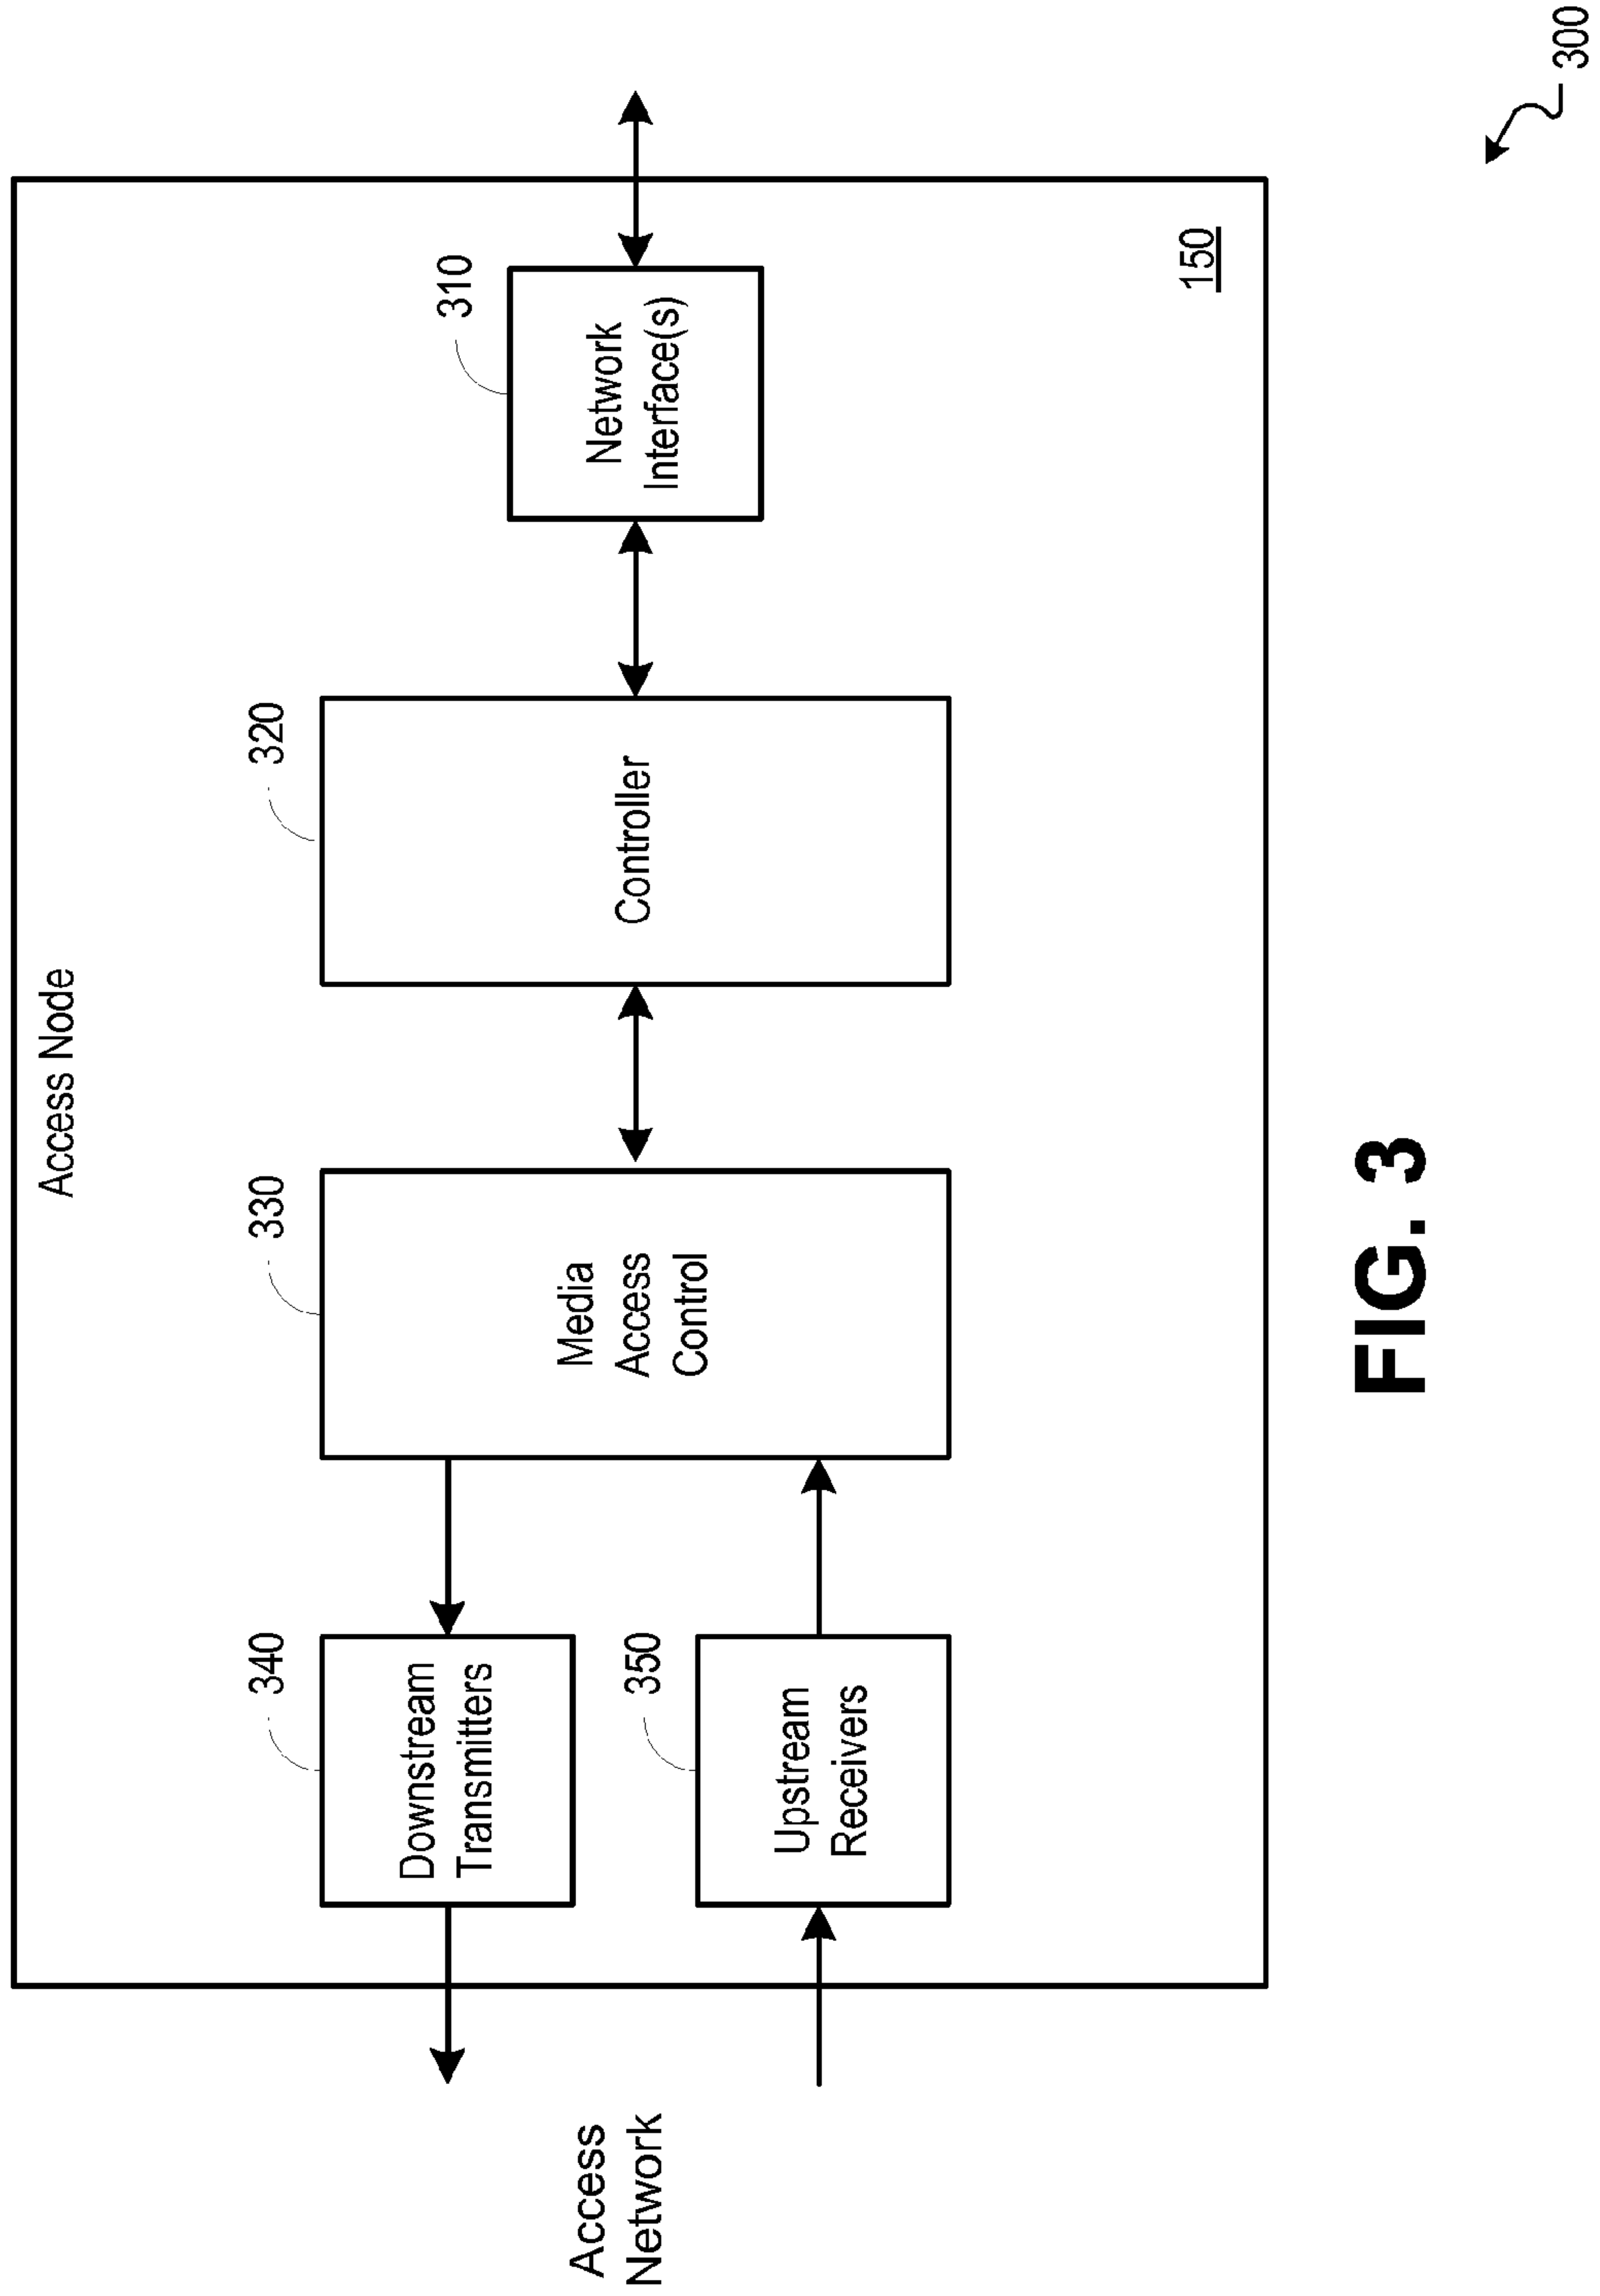 Access Node
340
Downstream
Transmitters
330
Media
Access
Control
320
Controller
310
Network
Interface(s)
350
Upstream
Receivers
Access
Network
150
FIG. 3
300